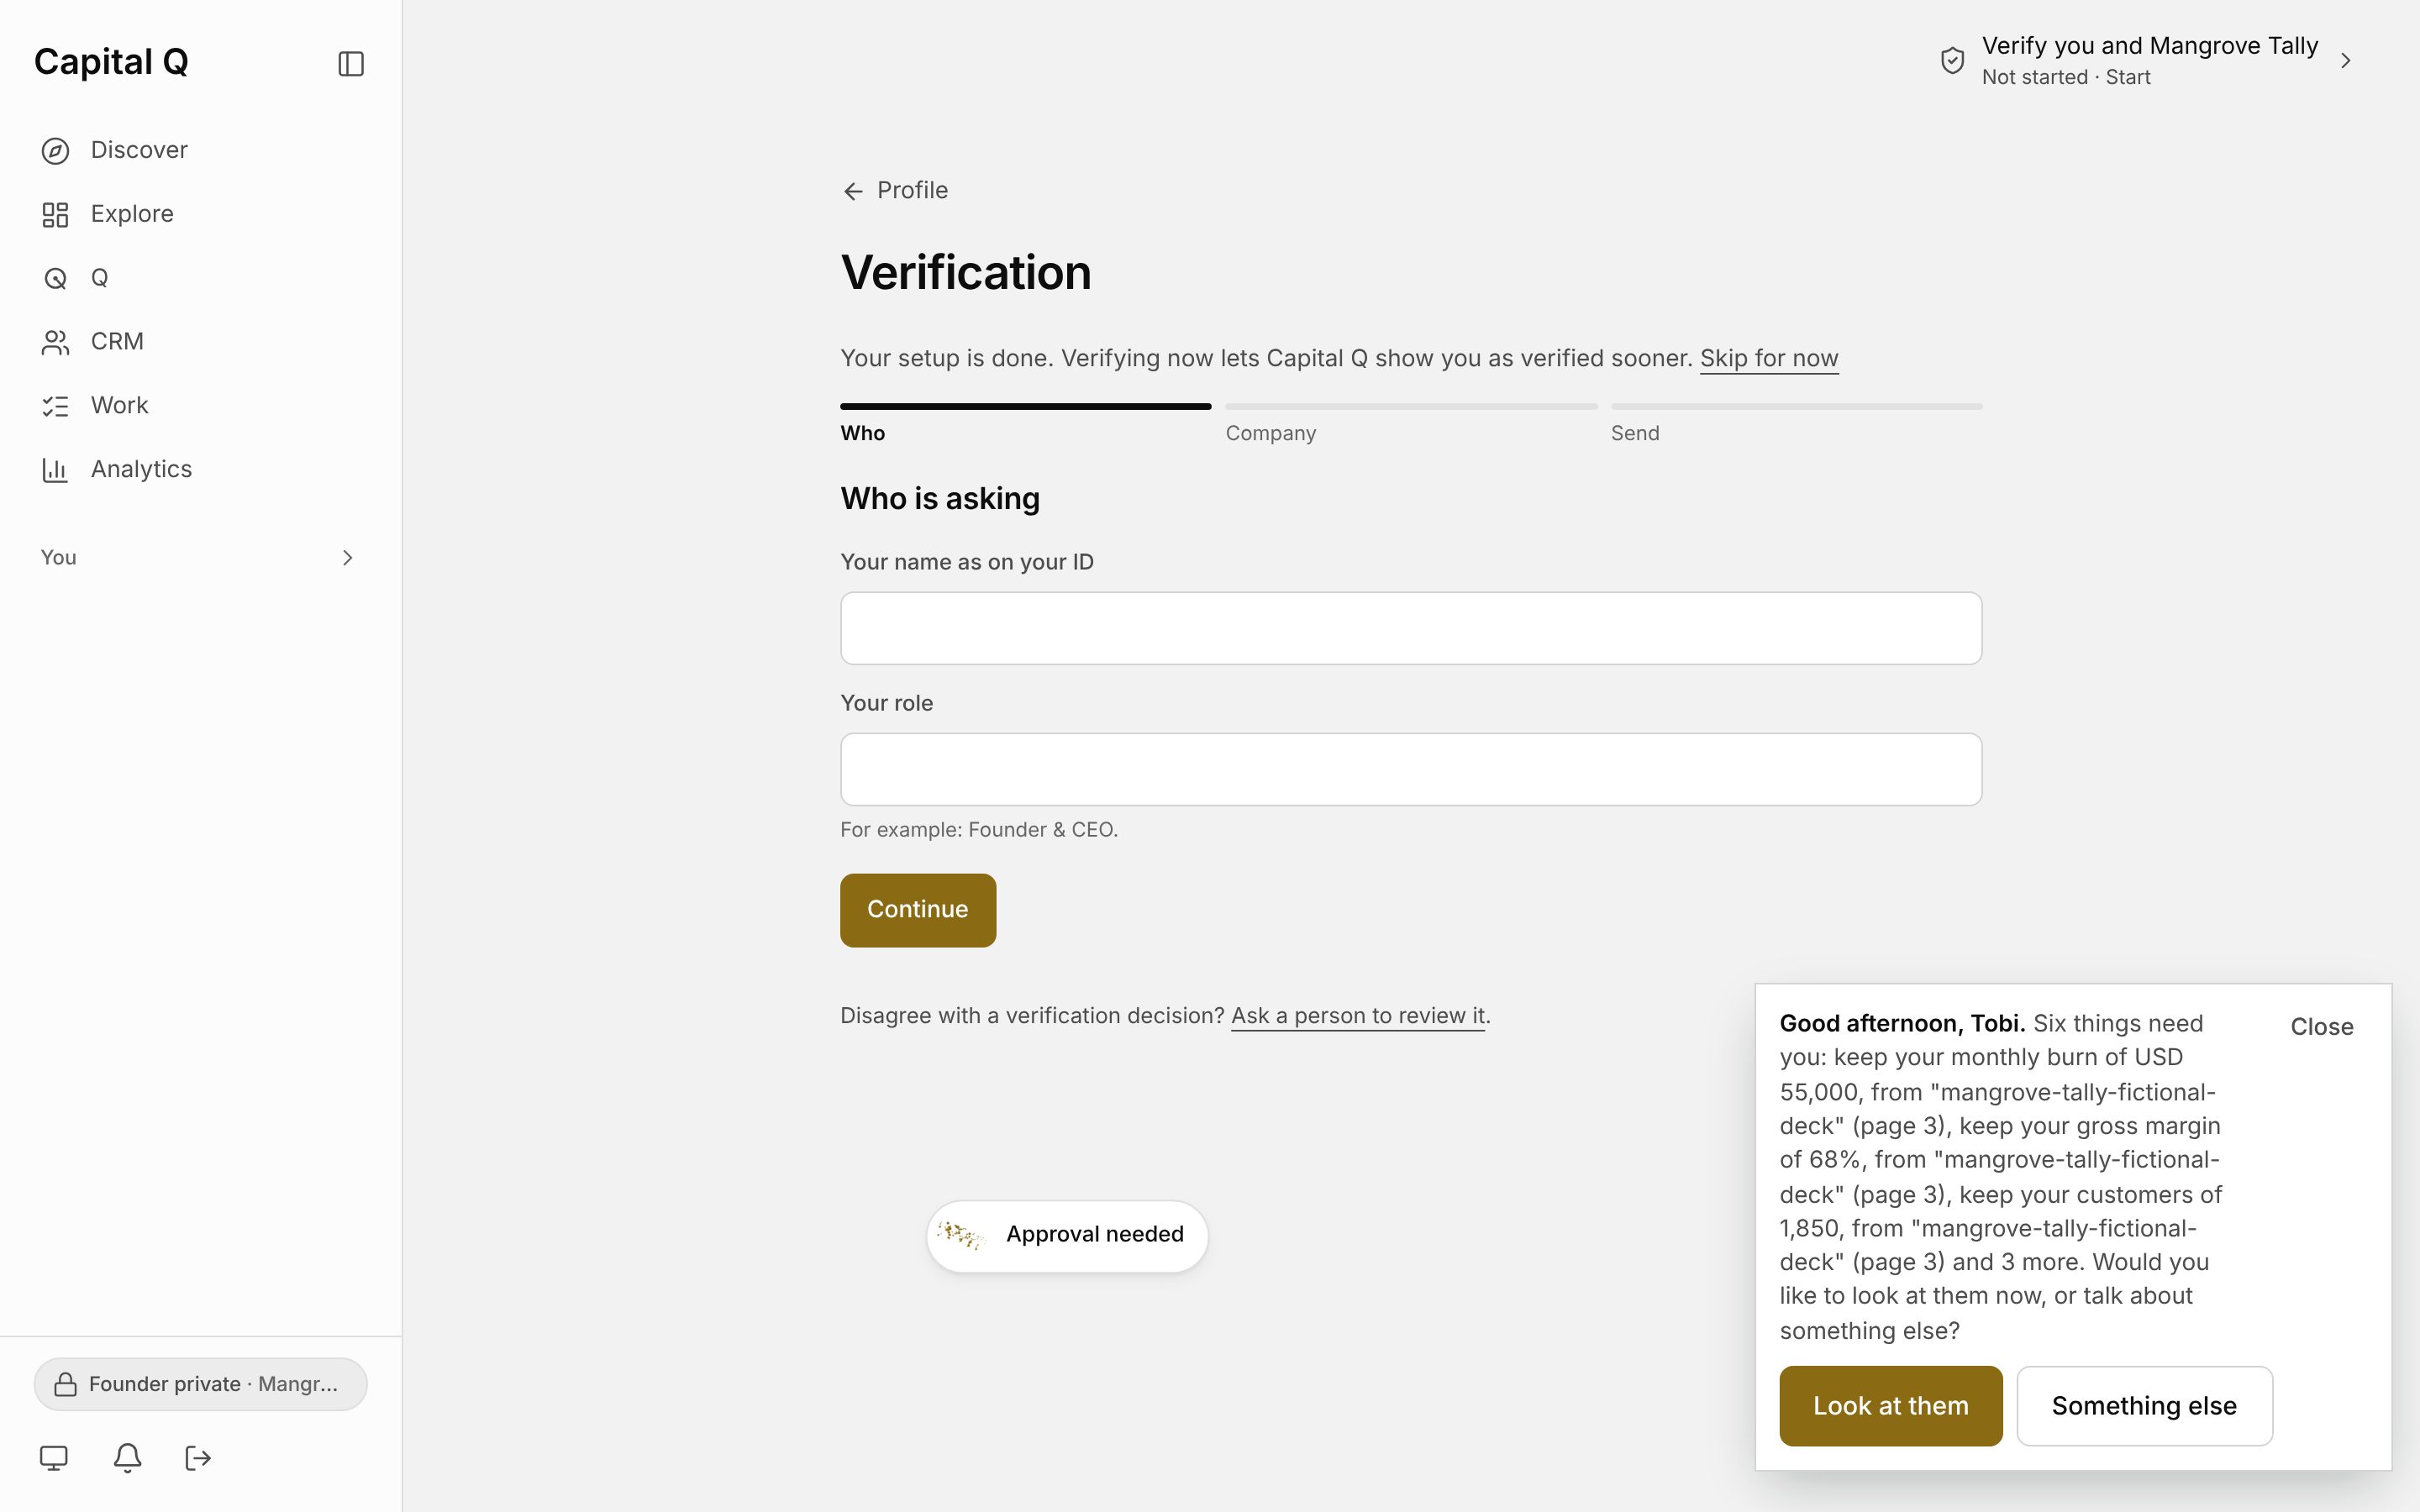 Capital Q
Discover
Explore
Q
CRM
Work
Analytics
You
Founder private · Mangr...
Verify you and Mangrove Tally
Not started · Start
Profile
Verification
Your setup is done. Verifying now lets Capital Q show you as verified sooner. Skip for now
Who
Company
Send
Who is asking
Your name as on your ID
Your role
For example: Founder & CEO.
Continue
Disagree with a verification decision? Ask a person to review it.
Approval needed
Good afternoon, Tobi. Six things need
you: keep your monthly burn of USD
55,000, from "mangrove-tally-fictional-
deck" (page 3), keep your gross margin
of 68%, from "mangrove-tally-fictional-
deck" (page 3), keep your customers of
1,850, from "mangrove-tally-fictional-
deck" (page 3) and 3 more. Would you
like to look at them now, or talk about
something else?
Close
Look at them
Something else